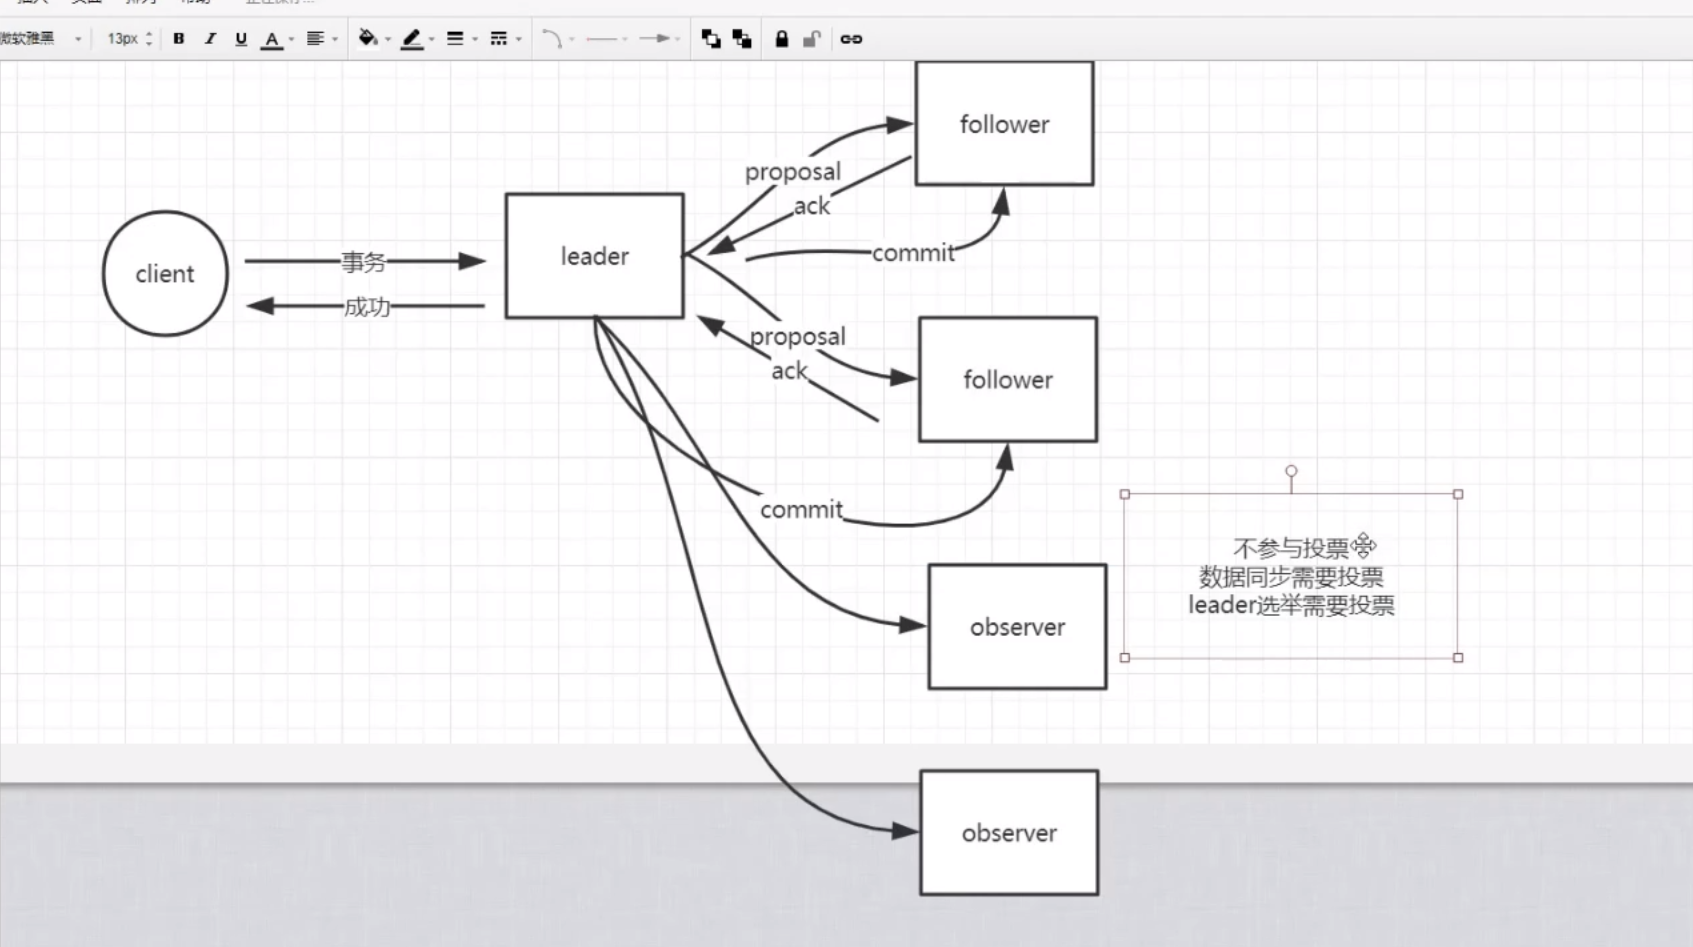 微软雅黑
13px
B I U A
follower
proposal
ack
commit
client
事务
成功
leader
proposal
ack
follower
commit
不参与投票
数据同步需要投票
leader选举需要投票
observer
observer